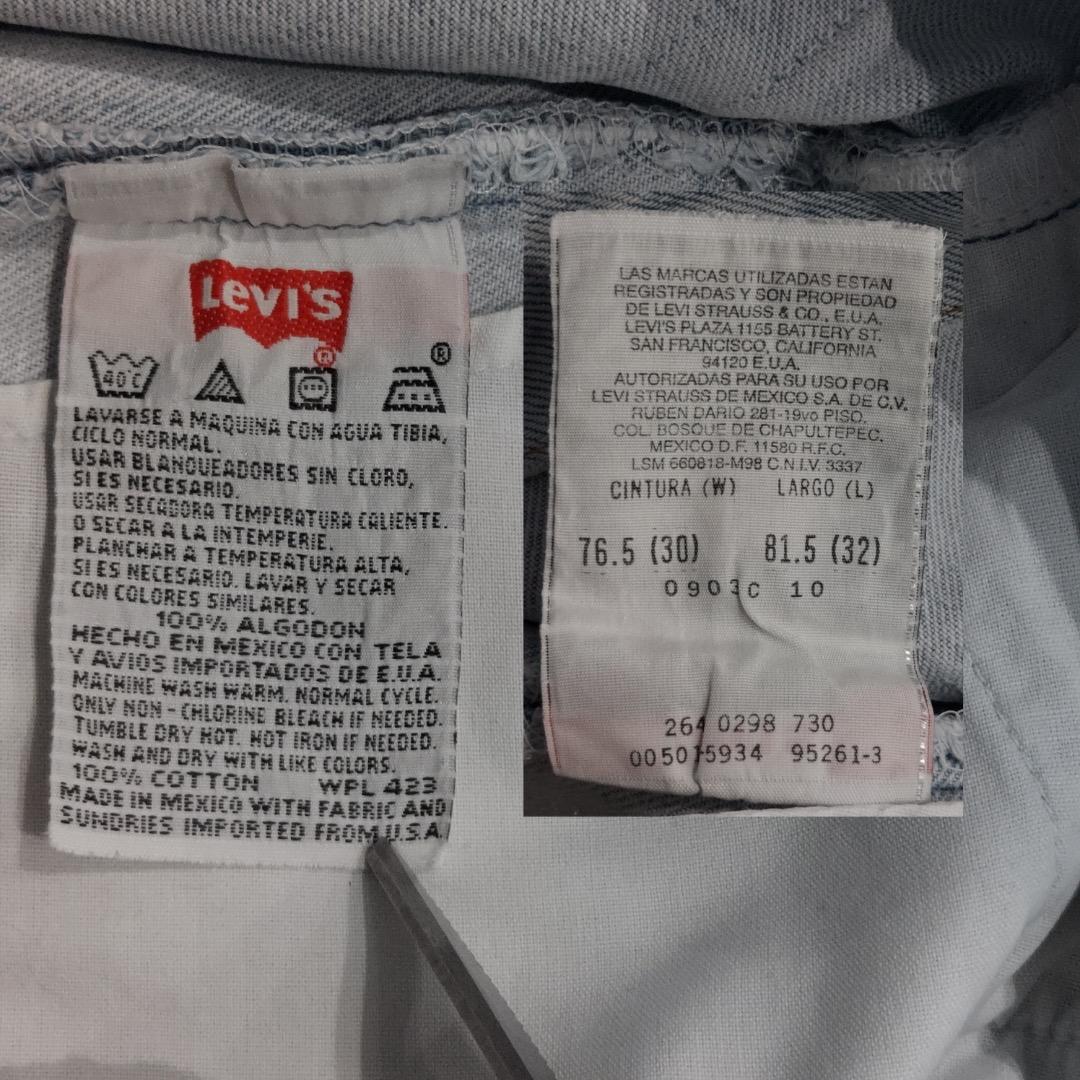 Levi's
®
®
40°C
LAVARSE A MAQUINA CON AGUA TIBIA,
CICLO NORMAL.
USAR BLANQUEADORES SIN CLORO,
SI ES NECESARIO.
USAR SECADORA TEMPERATURA CALIENTE.
O SECAR A LA INTEMPERIE.
PLANCHAR A TEMPERATURA ALTA,
SI ES NECESARIO. LAVAR Y SECAR
CON COLORES SIMILARES.
100% ALGODON
HECHO EN MEXICO CON TELA
Y AVIOS IMPORTADOS DE E.U.A.
MACHINE WASH WARM. NORMAL CYCLE.
ONLY NON-CHLORINE BLEACH IF NEEDED.
TUMBLE DRY HOT. HOT IRON IF NEEDED.
WASH AND DRY WITH LIKE COLORS.
100% COTTON WPL 423
MADE IN MEXICO WITH FABRIC AND
SUNDRIES IMPORTED FROM U.S.A.
LAS MARCAS UTILIZADAS ESTAN
REGISTRADAS Y SON PROPIEDAD
DE LEVI STRAUSS & CO., E.U.A.
LEVI'S PLAZA 1155 BATTERY ST.
SAN FRANCISCO, CALIFORNIA
94120 E.U.A.
AUTORIZADAS PARA SU USO POR
LEVI STRAUSS DE MEXICO S.A. DE C.V.
RUBEN DARIO 281-19vo PISO.
COL. BOSQUE DE CHAPULTEPEC.
MEXICO D.F. 11580 R.F.C.
LSM 660818-M98 C.N.I.V. 3337
CINTURA (W) LARGO (L)
76.5 (30) 81.5 (32)
0903C 10
264 0298 730
00501-5934 95261-3